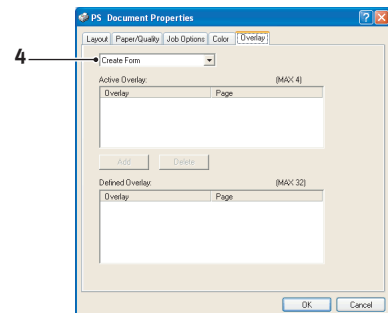 PS Document Properties
Layout Paper/Quality Job Options Color Overlay
4
Create Form
Active Overlay: (MAX 4)
Overlay Page
Add Delete
Defined Overlay: (MAX 32)
Overlay Page
OK Cancel